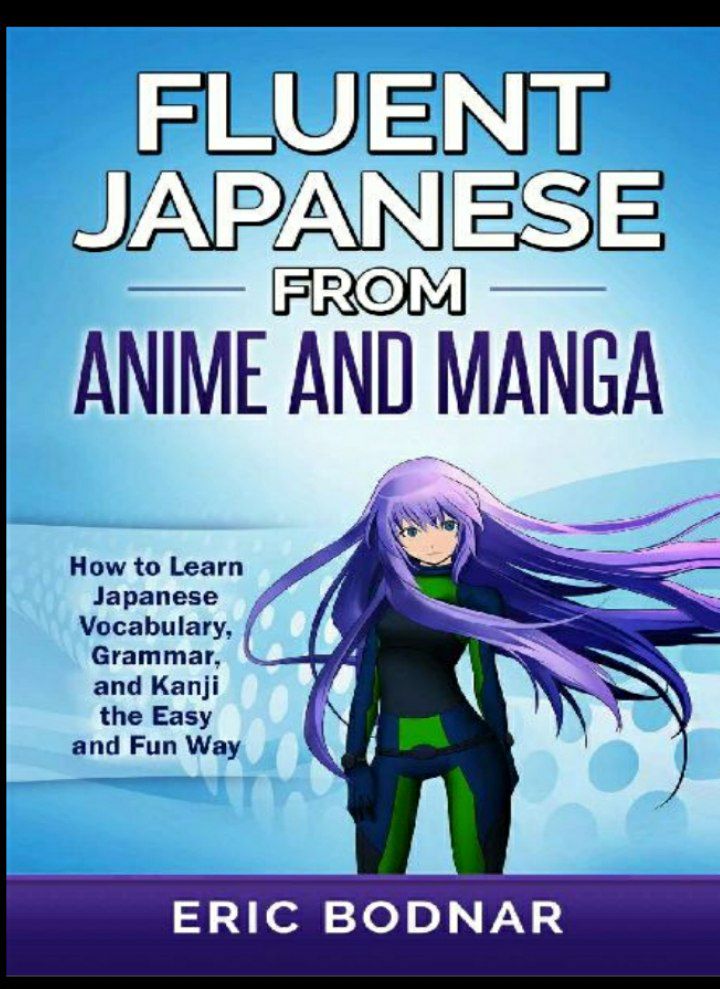 FLUENT
JAPANESE
FROM
ANIME AND MANGA
How to Learn
Japanese
Vocabulary,
Grammar,
and Kanji
the Easy
and Fun Way
ERIC BODNAR